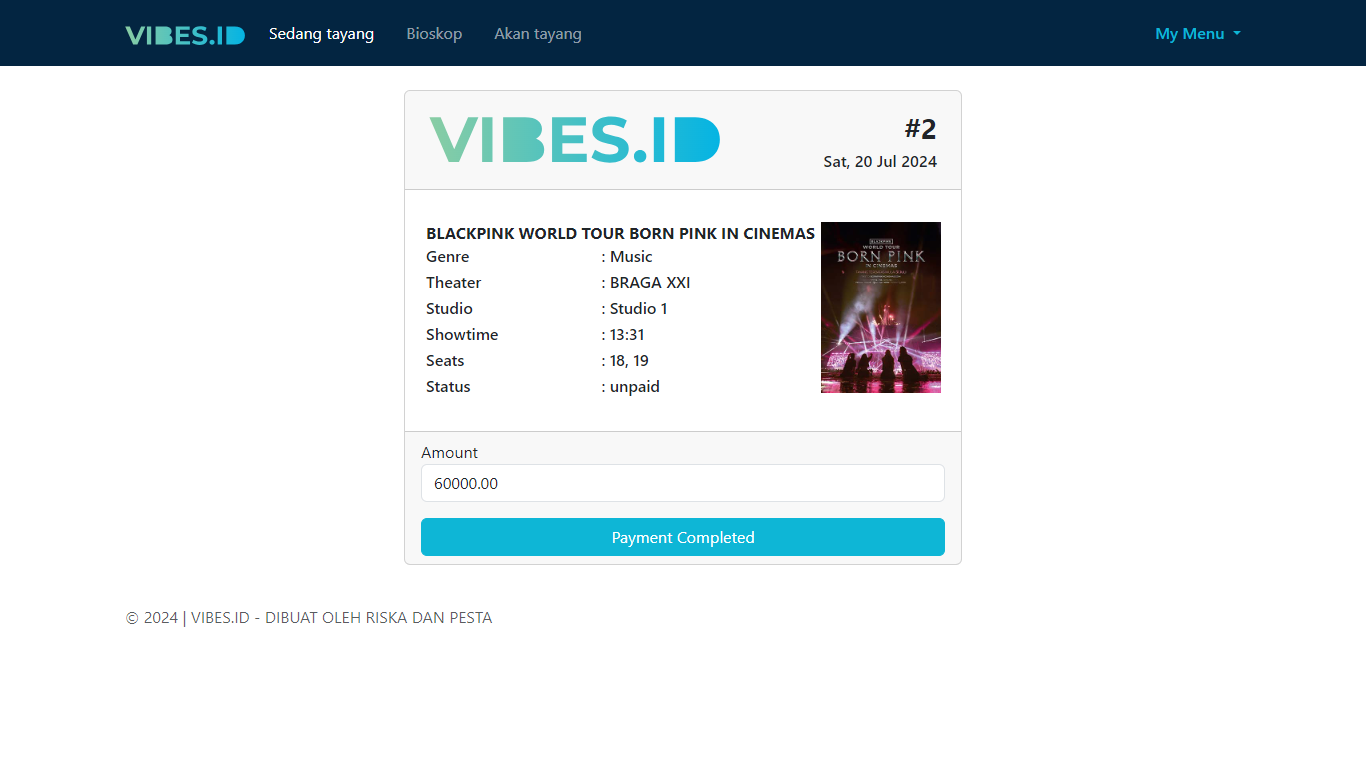 VIBES.ID Sedang tayang Bioskop Akan tayang My Menu
VIBES.ID #2
Sat, 20 Jul 2024
BLACKPINK WORLD TOUR BORN PINK IN CINEMAS
Genre : Music
Theater : BRAGA XXI
Studio : Studio 1
Showtime : 13:31
Seats : 18, 19
Status : unpaid
BLACKPINK
WORLD TOUR
BORN PINK
IN CINEMAS
Amount
60000.00
Payment Completed
© 2024 | VIBES.ID - DIBUAT OLEH RISKA DAN PESTA